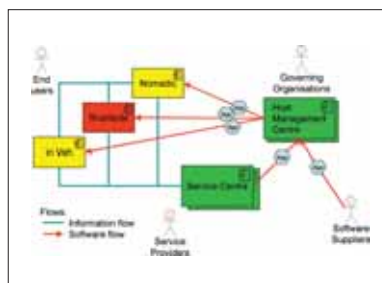 End
users
Nomadic
Governing
Organisations
Roadside
Host
Management
Centre
In Veh.
Service Centre
Flows:
Information flow
Software flow
Service
Providers
Software
Suppliers